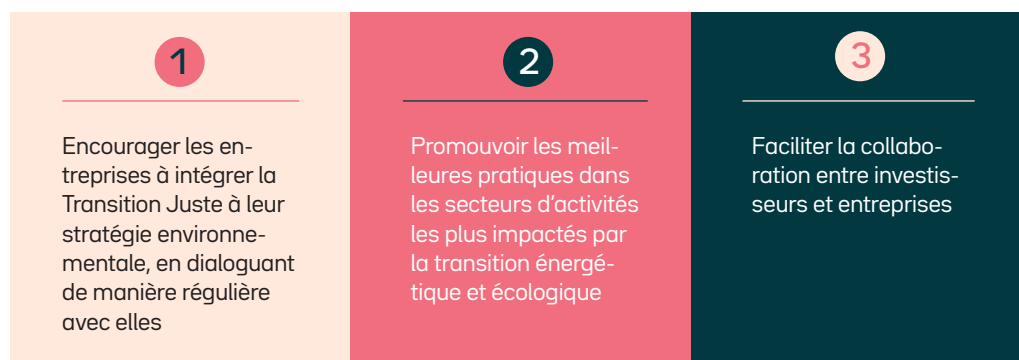 1
Encourager les en-
treprises à intégrer la
Transition Juste à leur
stratégie environne-
mentale, en dialoguant
de manière régulière
avec elles
2
Promouvoir les meil-
leures pratiques dans
les secteurs d’activités
les plus impactés par
la transition énergé-
tique et écologique
3
Faciliter la collabo-
ration entre investis-
seurs et entreprises